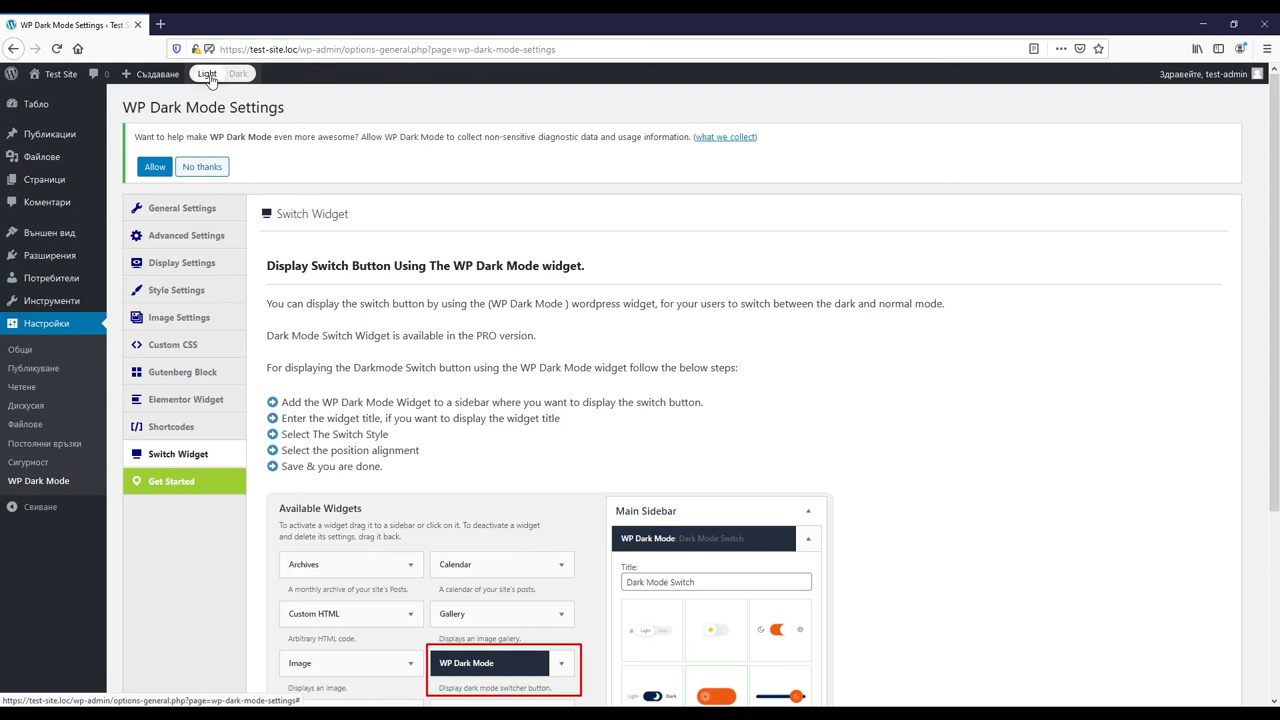 WP Dark Mode Settings ‹ Test S
https://test-site.loc/wp-admin/options-general.php?page=wp-dark-mode-settings
Test Site
0
Създаване
Light
Dark
Здравейте, test-admin
Табло
Публикации
Файлове
Страници
Коментари
Външен вид
Разширения
Потребители
Инструменти
Настройки
Общи
Публикуване
Четене
Дискусия
Файлове
Постоянни връзки
Сигурност
WP Dark Mode
Свиване
WP Dark Mode Settings
Want to help make WP Dark Mode even more awesome? Allow WP Dark Mode to collect non-sensitive diagnostic data and usage information. (what we collect)
Allow
No thanks
General Settings
Advanced Settings
Display Settings
Style Settings
Image Settings
Custom CSS
Gutenberg Block
Elementor Widget
Shortcodes
Switch Widget
Get Started
Switch Widget
Display Switch Button Using The WP Dark Mode widget.
You can display the switch button by using the (WP Dark Mode ) wordpress widget, for your users to switch between the dark and normal mode.
Dark Mode Switch Widget is available in the PRO version.
For displaying the Darkmode Switch button using the WP Dark Mode widget follow the below steps:
Add the WP Dark Mode Widget to a sidebar where you want to display the switch button.
Enter the widget title, if you want to display the widget title
Select The Switch Style
Select the position alignment
Save & you are done.
Available Widgets
To activate a widget drag it to a sidebar or click on it. To deactivate a widget
and delete its settings, drag it back.
Archives
Calendar
A monthly archive of your site's Posts.
A calendar of your site's posts.
Custom HTML
Gallery
Arbitrary HTML code.
Displays an image gallery.
Image
WP Dark Mode
Displays an image.
Display dark mode switcher button.
Main Sidebar
WP Dark Mode: Dark Mode Switch
Title:
Dark Mode Switch
Light
Dark
Light
Dark
https://test-site.loc/wp-admin/options-general.php?page=wp-dark-mode-settings#